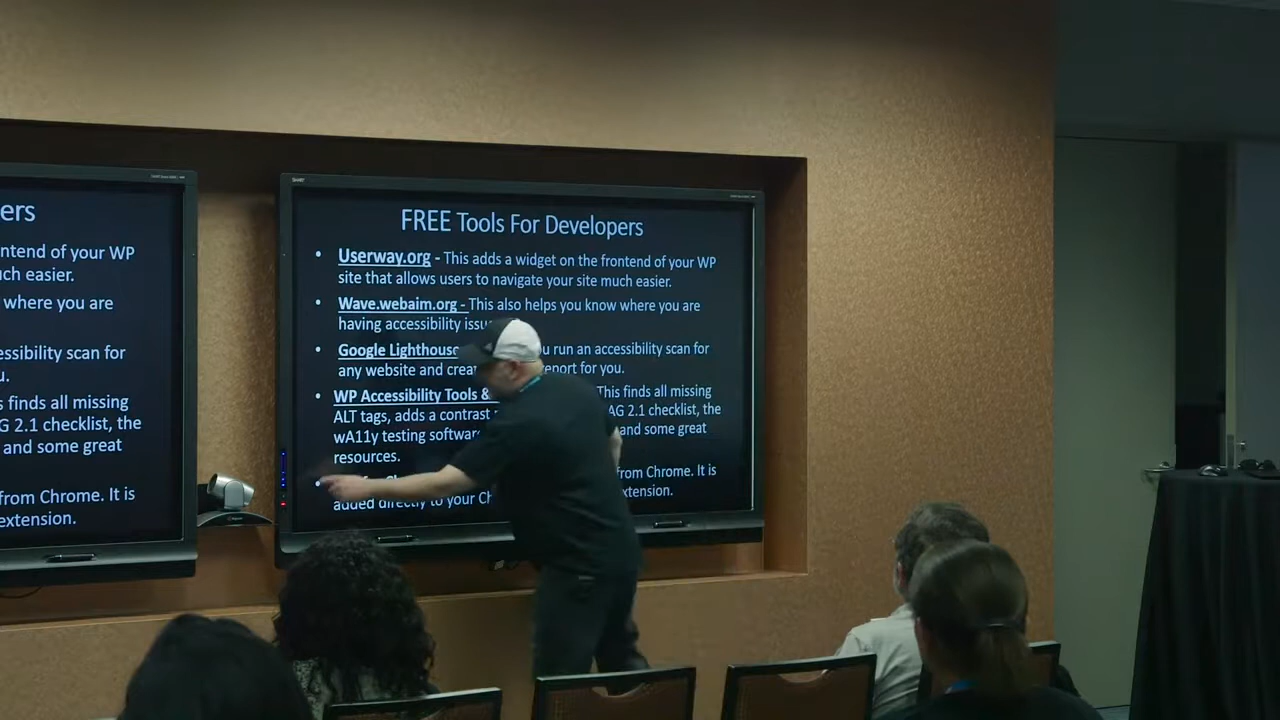 ers
ntend of your WP
uch easier.
where you are
essibility scan for
u.
s finds all missing
G 2.1 checklist, the
and some great
from Chrome. It is
extension.
SMART
FREE Tools For Developers
• Userway.org - This adds a widget on the frontend of your WP
site that allows users to navigate your site much easier.
• Wave.webaim.org - This also helps you know where you are
having accessibility issu
• Google Lighthouse u run an accessibility scan for
any website and crea eport for you.
• WP Accessibility Tools & This finds all missing
ALT tags, adds a contrast AG 2.1 checklist, the
wA11y testing software and some great
resources.
• from Chrome. It is
added directly to your Ch xtension.